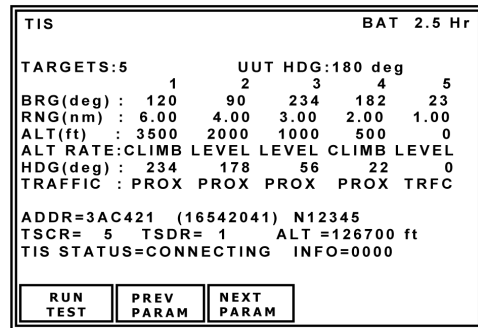 TIS BAT 2.5 Hr
TARGETS:5 UUT HDG:180 deg
1 2 3 4 5
BRG(deg) : 120 90 234 182 23
RNG(nm) : 6.00 4.00 3.00 2.00 1.00
ALT(ft) : 3500 2000 1000 500 0
ALT RATE:CLIMB LEVEL LEVEL CLIMB LEVEL
HDG(deg) : 234 178 56 22 0
TRAFFIC : PROX PROX PROX PROX TRFC
ADDR=3AC421 (16542041) N12345
TSCR= 5 TSDR= 1 ALT =126700 ft
TIS STATUS=CONNECTING INFO=0000
RUN TEST
PREV PARAM
NEXT PARAM